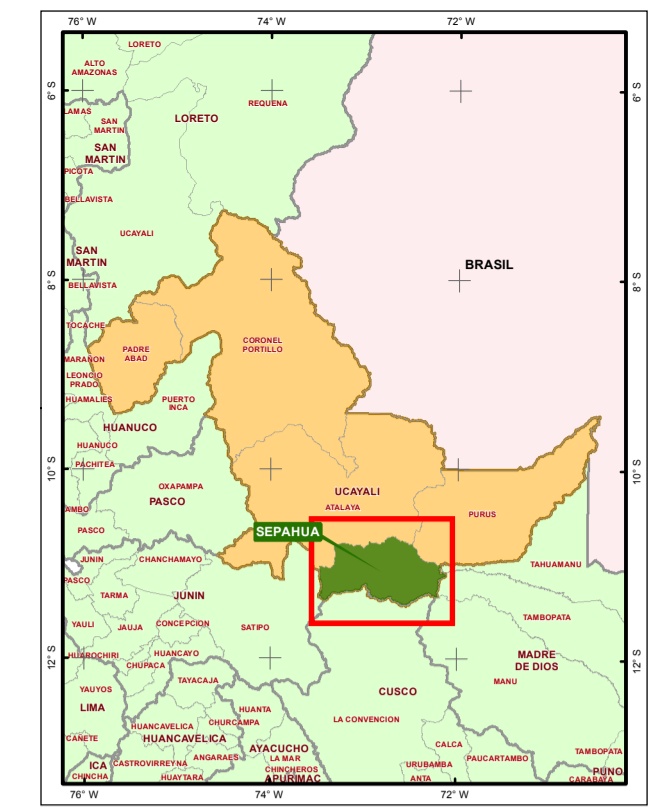 76° W
74° W
72° W
LORETO
ALTO
AMAZONAS
6° S
6° S
REQUENA
LAMAS
SAN
MARTIN
LORETO
SAN
MARTIN
PICOTA
BELLAVISTA
UCAYALI
SAN
MARTIN
BRASIL
8° S
8° S
BELLAVISTA
TOCACHE
CORONEL
PORTILLO
PADRE
ABAD
MARAÑON
LEONCIO
PRADO
HUAMALIES
PUERTO
INCA
HUANUCO
HUANUCO
PACHITEA
10° S
10° S
OXAPAMPA
UCAYALI
PASCO
ATALAYA
PURUS
AMBO
PASCO
SEPAHUA
JUNIN
CHANCHAMAYO
TAHUAMANU
PASCO
TARMA
JUNIN
TAMBOPATA
YAULI
JAUJA
CONCEPCION
SATIPO
HUAROCHIRI
HUANCAYO
CHUPACA
12° S
12° S
MADRE
DE DIOS
TAYACAJA
MANU
YAUYOS
CUSCO
LIMA
HUANTA
LA CONVENCION
HUANCAVELICA
CHURCAMPA
CAÑETE
HUANCAVELICA
AYACUCHO
CALCA
LA MAR
PAUCARTAMBO
TAMBOPATA
ICA
CASTROVIRREYNA
ANGARAES
CHINCHEROS
URUBAMBA
PUNO
CHINCHA
HUAYTARA
APURIMAC
ANTA
CARABAYA
76° W
74° W
72° W